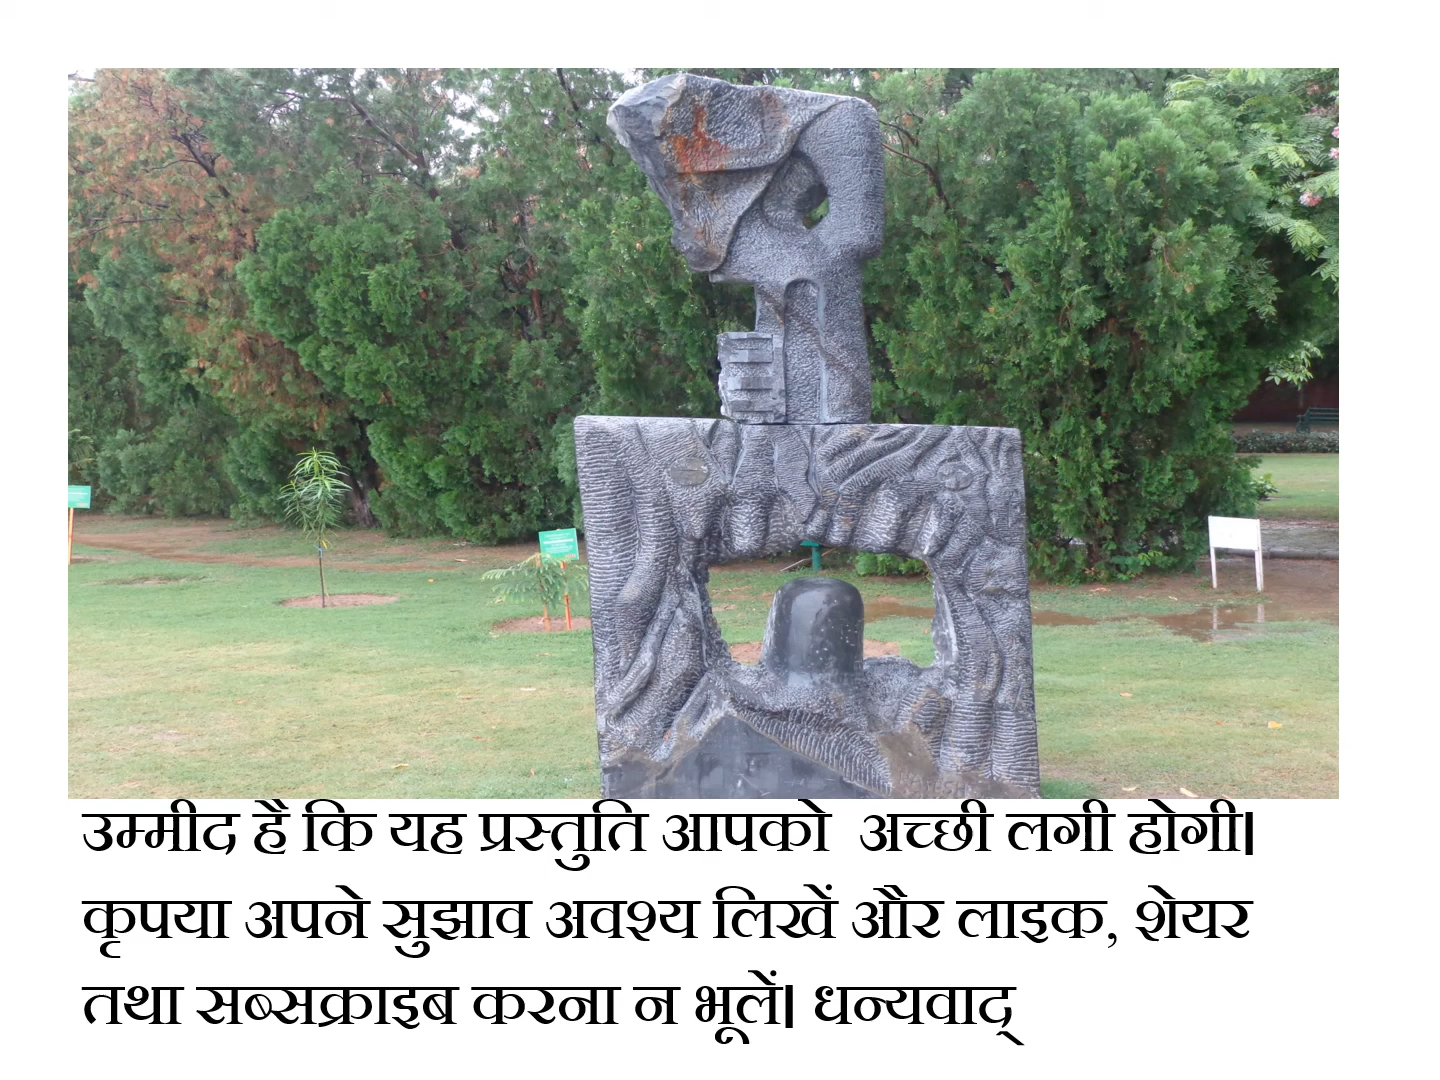 उम्मीद है कि यह प्रस्तुति आपको अच्छी लगी होगी।
कृपया अपने सुझाव अवश्य लिखें और लाइक, शेयर
तथा सब्सक्राइब करना न भूलें। धन्यवाद्